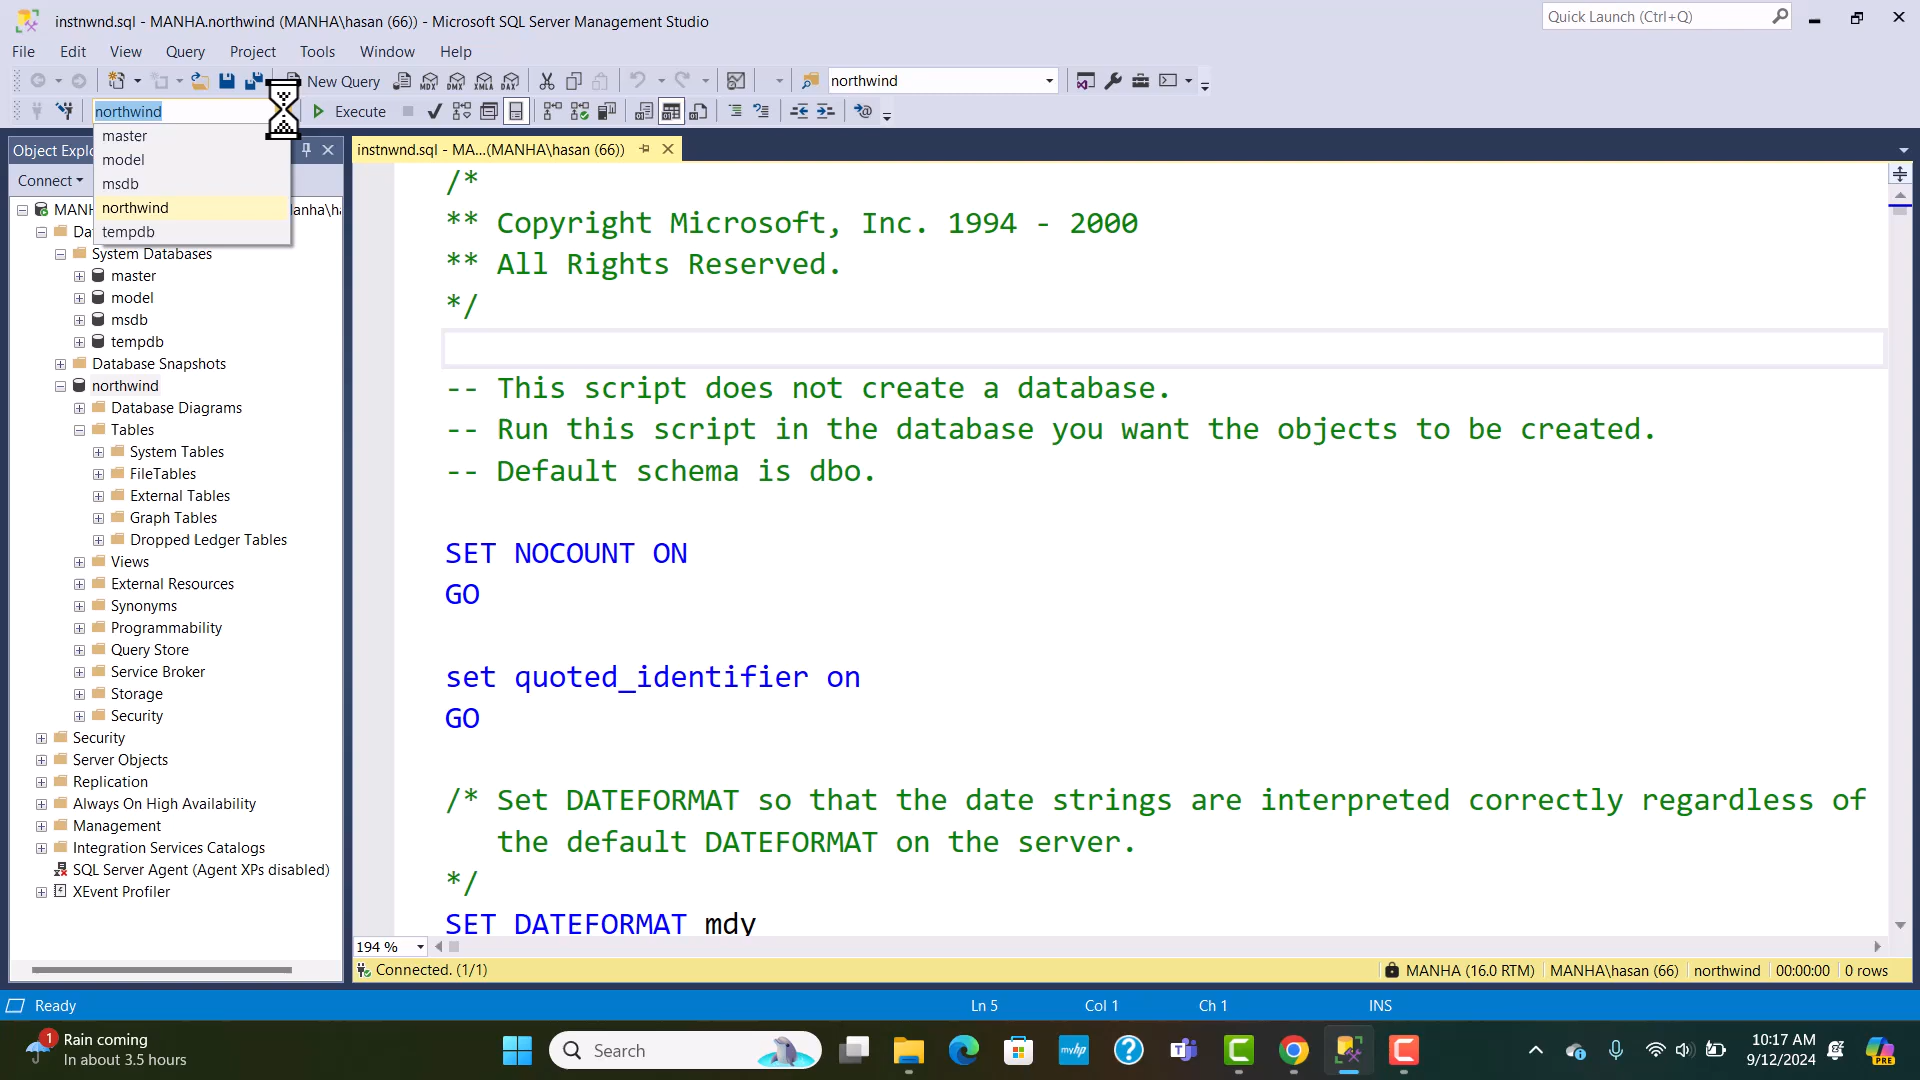 instnwnd.sql - MANHA.northwind (MANHA\hasan (66)) - Microsoft SQL Server Management Studio
Quick Launch (Ctrl+Q)
File Edit View Query Project Tools Window Help
New Query
MDX DMX XMLA DAX
northwind
northwind
Execute
master
model
msdb
northwind
tempdb
Object Explo
Connect
MANH
lanha\ha
Da
System Databases
master
model
msdb
tempdb
Database Snapshots
northwind
Database Diagrams
Tables
System Tables
FileTables
External Tables
Graph Tables
Dropped Ledger Tables
Views
External Resources
Synonyms
Programmability
Query Store
Service Broker
Storage
Security
Security
Server Objects
Replication
Always On High Availability
Management
Integration Services Catalogs
SQL Server Agent (Agent XPs disabled)
XEvent Profiler
instnwnd.sql - MA...(MANHA\hasan (66))
/*
** Copyright Microsoft, Inc. 1994 - 2000
** All Rights Reserved.
*/
-- This script does not create a database.
-- Run this script in the database you want the objects to be created.
-- Default schema is dbo.
SET NOCOUNT ON
GO
set quoted_identifier on
GO
/* Set DATEFORMAT so that the date strings are interpreted correctly regardless of
the default DATEFORMAT on the server.
*/
SET DATEFORMAT mdy
194 %
Connected. (1/1)
MANHA (16.0 RTM) MANHA\hasan (66) northwind 00:00:00 0 rows
Ready
Ln 5 Col 1 Ch 1 INS
1
Rain coming
In about 3.5 hours
Search
myhp
10:17 AM
9/12/2024
PRE